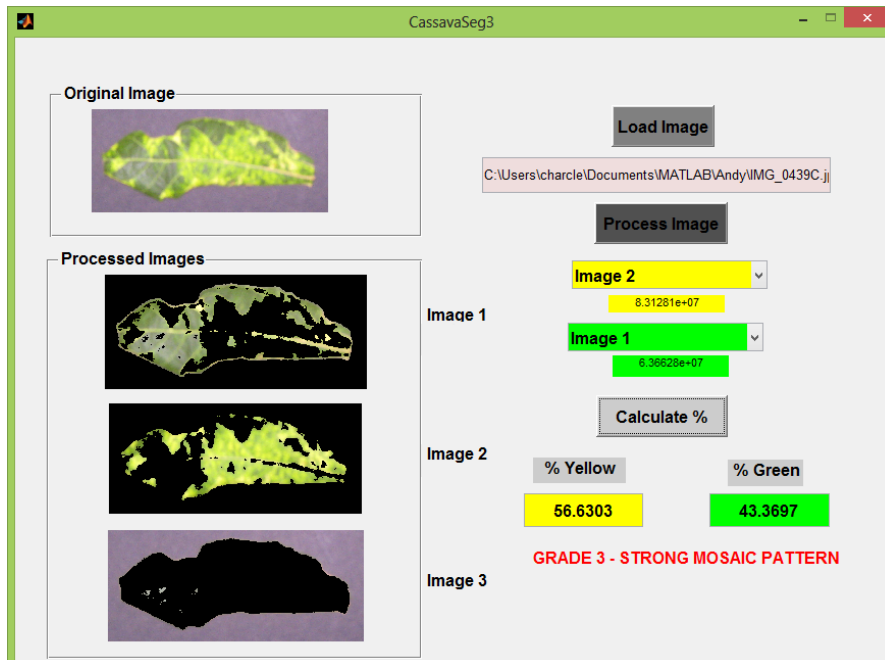 CassavaSeg3
Original Image
Load Image
C:\Users\charcle\Documents\MATLAB\Andy\IMG_0439C.jp
Process Image
Processed Images
Image 2
8.31281e+07
Image 1
Image 1
6.36628e+07
Calculate %
Image 2
% Yellow
% Green
56.6303
43.3697
GRADE 3 - STRONG MOSAIC PATTERN
Image 3